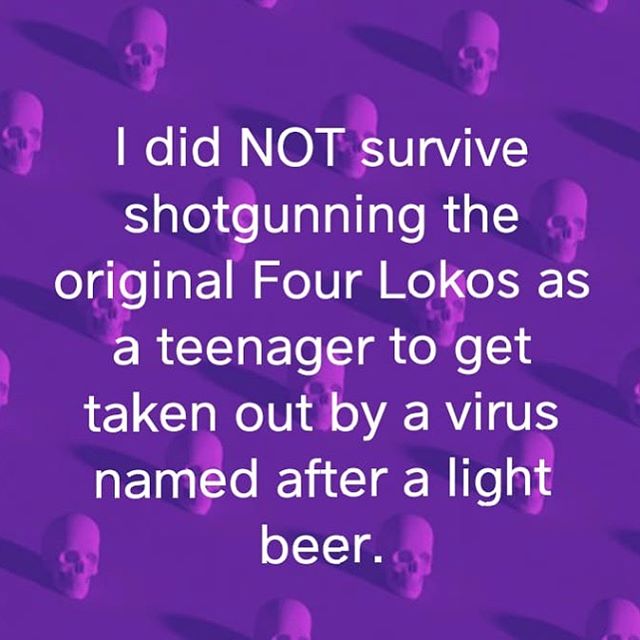 I did NOT survive
shotgunning the
original Four Lokos as
a teenager to get
taken out by a virus
named after a light
beer.